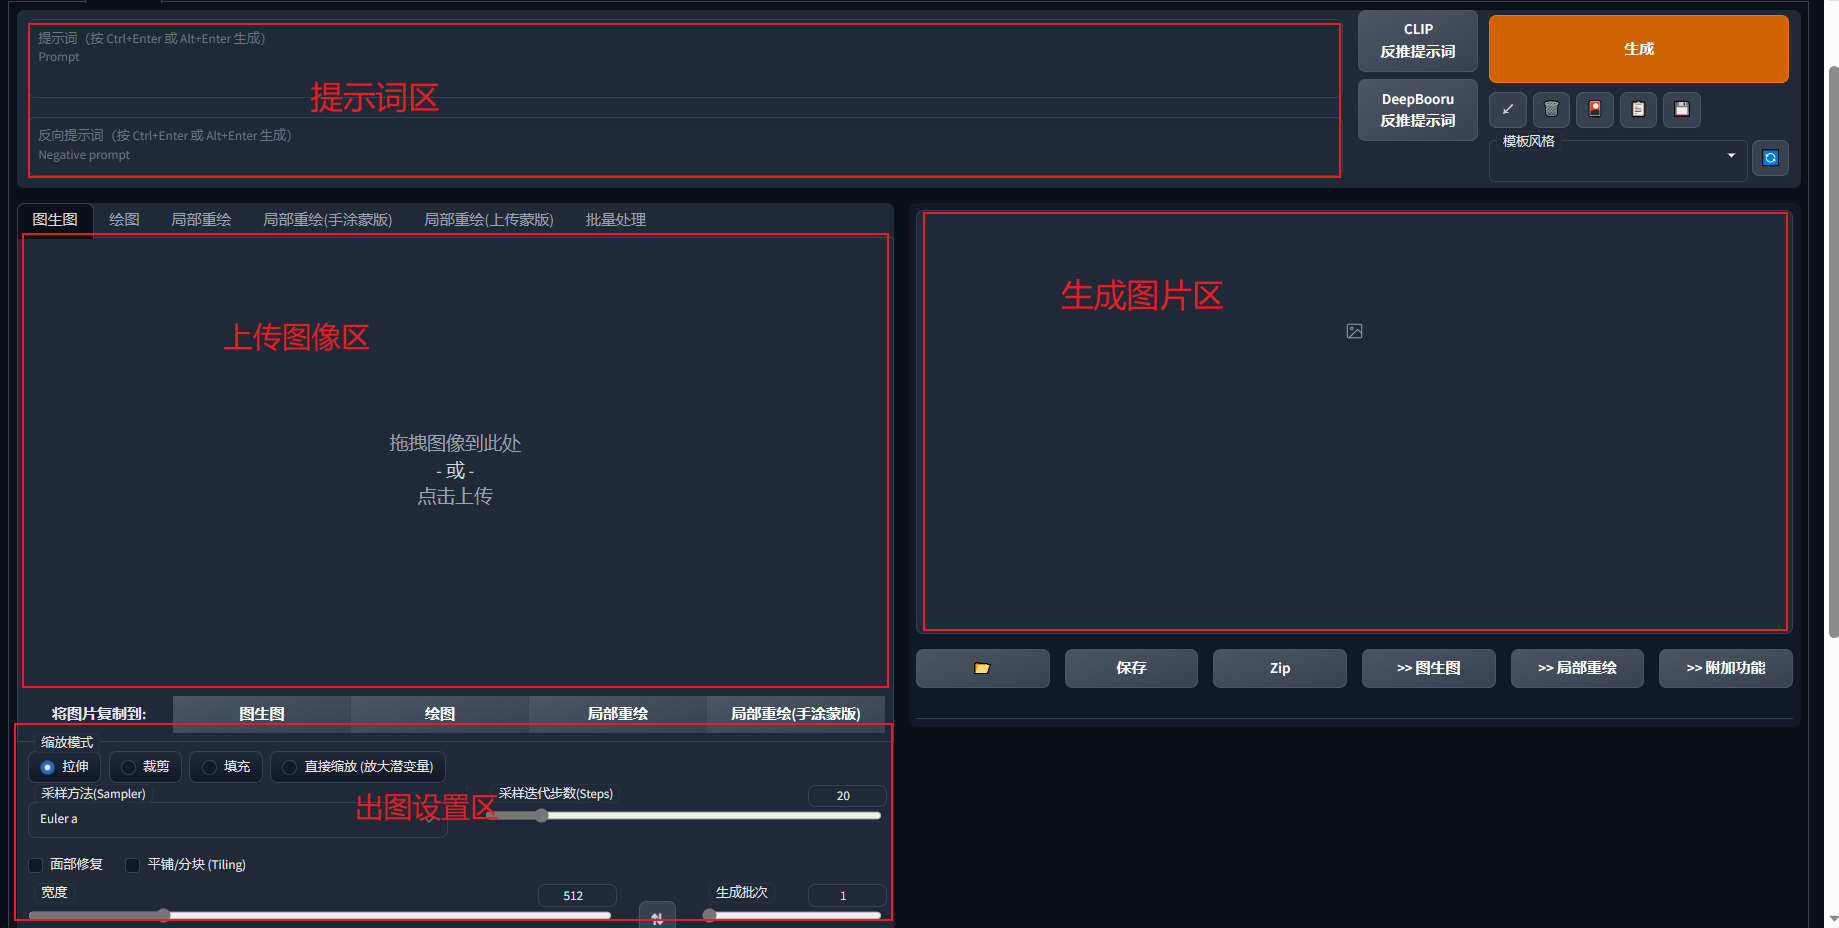 提示词（按 Ctrl+Enter 或 Alt+Enter 生成）
Prompt
提示词区
反向提示词（按 Ctrl+Enter 或 Alt+Enter 生成）
Negative prompt
CLIP
反推提示词
DeepBooru
反推提示词
生成
模板风格
图生图 绘图 局部重绘 局部重绘(手涂蒙版) 局部重绘(上传蒙版) 批量处理
上传图像区
拖拽图像到此处
- 或 -
点击上传
生成图片区
保存 Zip >> 图生图 >> 局部重绘 >> 附加功能
将图片复制到: 图生图 绘图 局部重绘 局部重绘(手涂蒙版)
缩放模式
拉伸 裁剪 填充 直接缩放 (放大潜变量)
采样方法(Sampler) 采样迭代步数(Steps) 20
出图设置区
Euler a
面部修复 平铺/分块 (Tiling)
宽度 512 生成批次 1